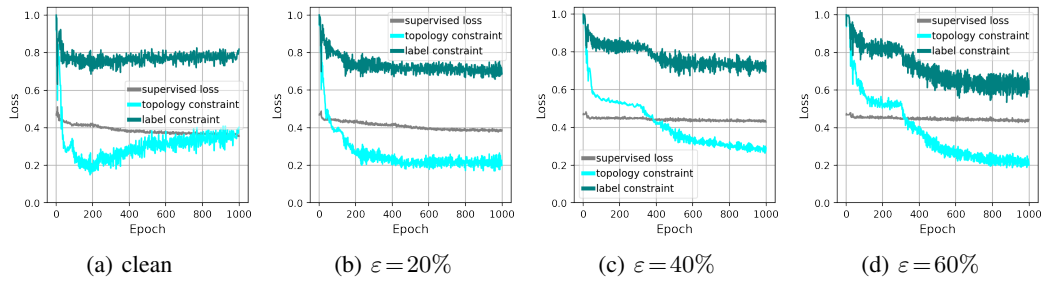 1.0
0.8
0.6
0.4
0.2
0.0
Loss
supervised loss
topology constraint
label constraint
0 200 400 600 800 1000
Epoch
(a) clean
1.0
0.8
0.6
0.4
0.2
0.0
Loss
supervised loss
topology constraint
label constraint
0 200 400 600 800 1000
Epoch
(b) ε=20%
1.0
0.8
0.6
0.4
0.2
0.0
Loss
supervised loss
topology constraint
label constraint
0 200 400 600 800 1000
Epoch
(c) ε=40%
1.0
0.8
0.6
0.4
0.2
0.0
Loss
supervised loss
topology constraint
label constraint
0 200 400 600 800 1000
Epoch
(d) ε=60%